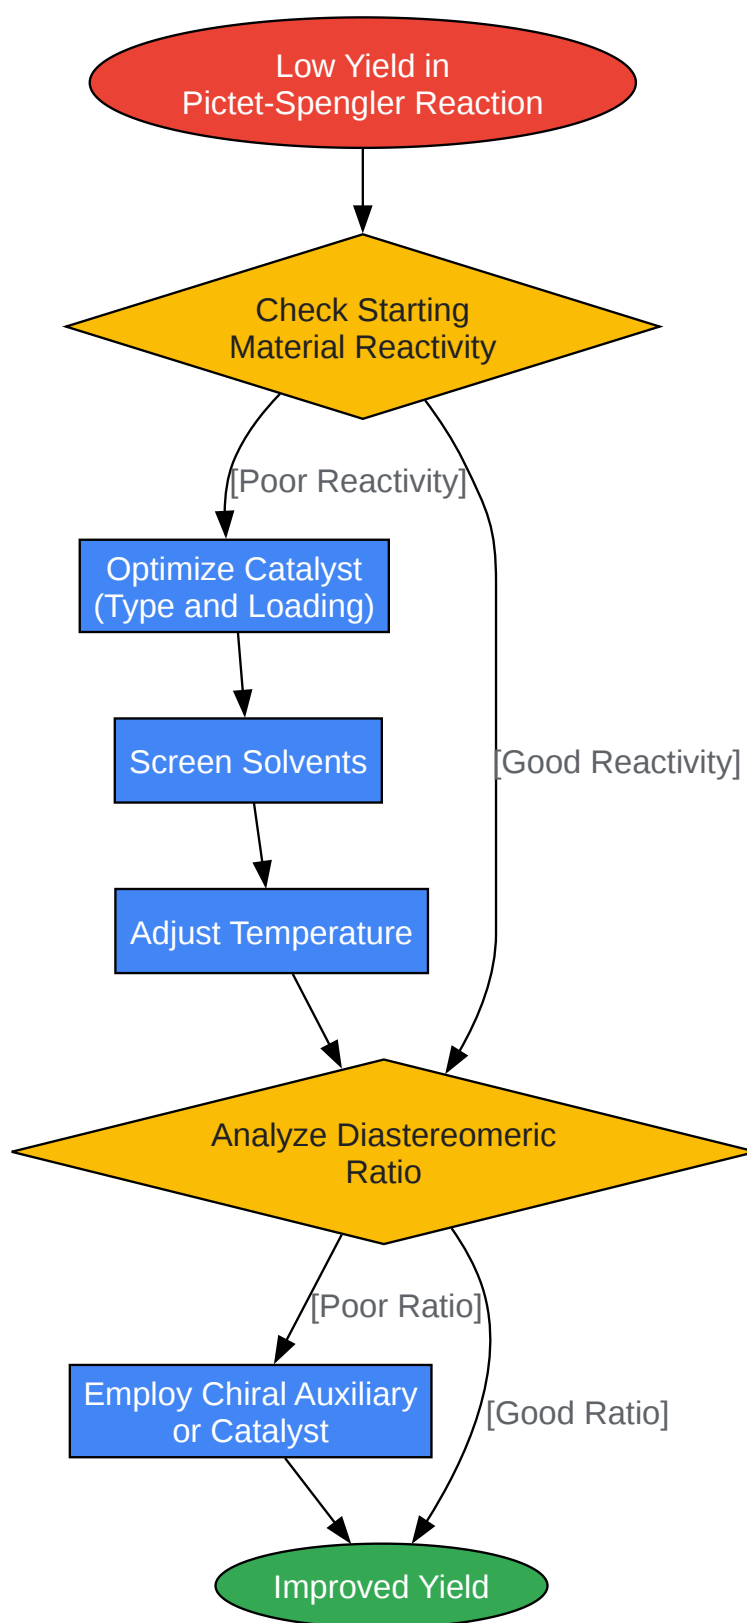 Low Yield in
Pictet-Spengler Reaction
Check Starting
Material Reactivity
[Poor Reactivity]
Optimize Catalyst
(Type and Loading)
Screen Solvents
[Good Reactivity]
Adjust Temperature
Analyze Diastereomeric
Ratio
[Poor Ratio]
Employ Chiral Auxiliary
or Catalyst
[Good Ratio]
Improved Yield